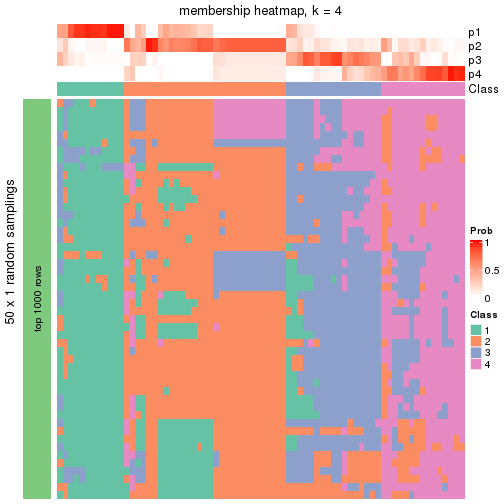 membership heatmap, k = 4
p1
p2
p3
p4
Class
50 x 1 random samplings
top 1000 rows
Prob
1
0.5
0
Class
1
2
3
4